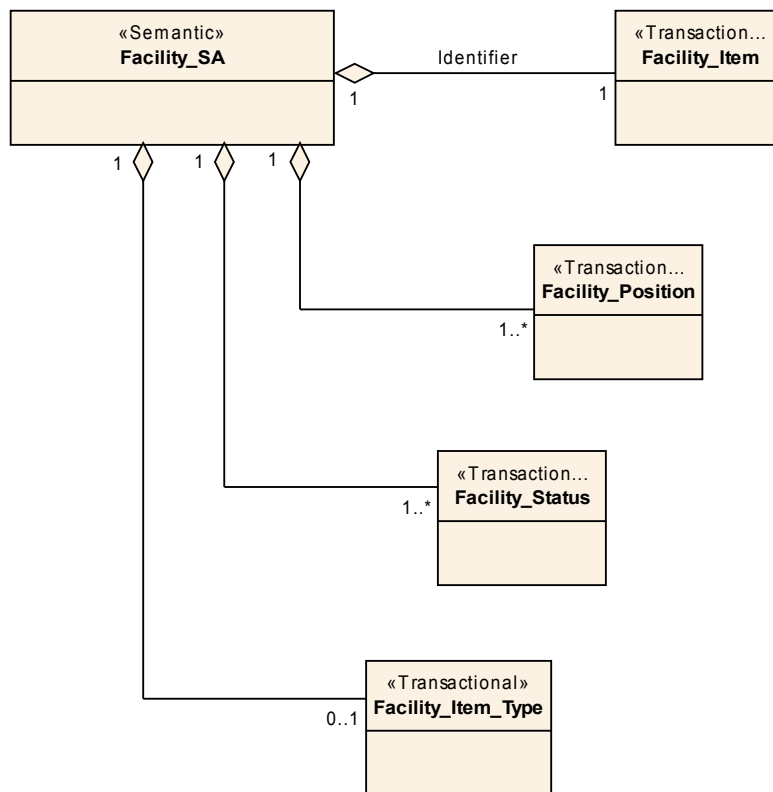 «Semantic»
Facility_SA
Identifier
1
1
«Transaction...
Facility_Item
1
1
1
«Transaction...
Facility_Position
1..*
«Transaction...
Facility_Status
1..*
«Transactional»
Facility_Item_Type
0..1